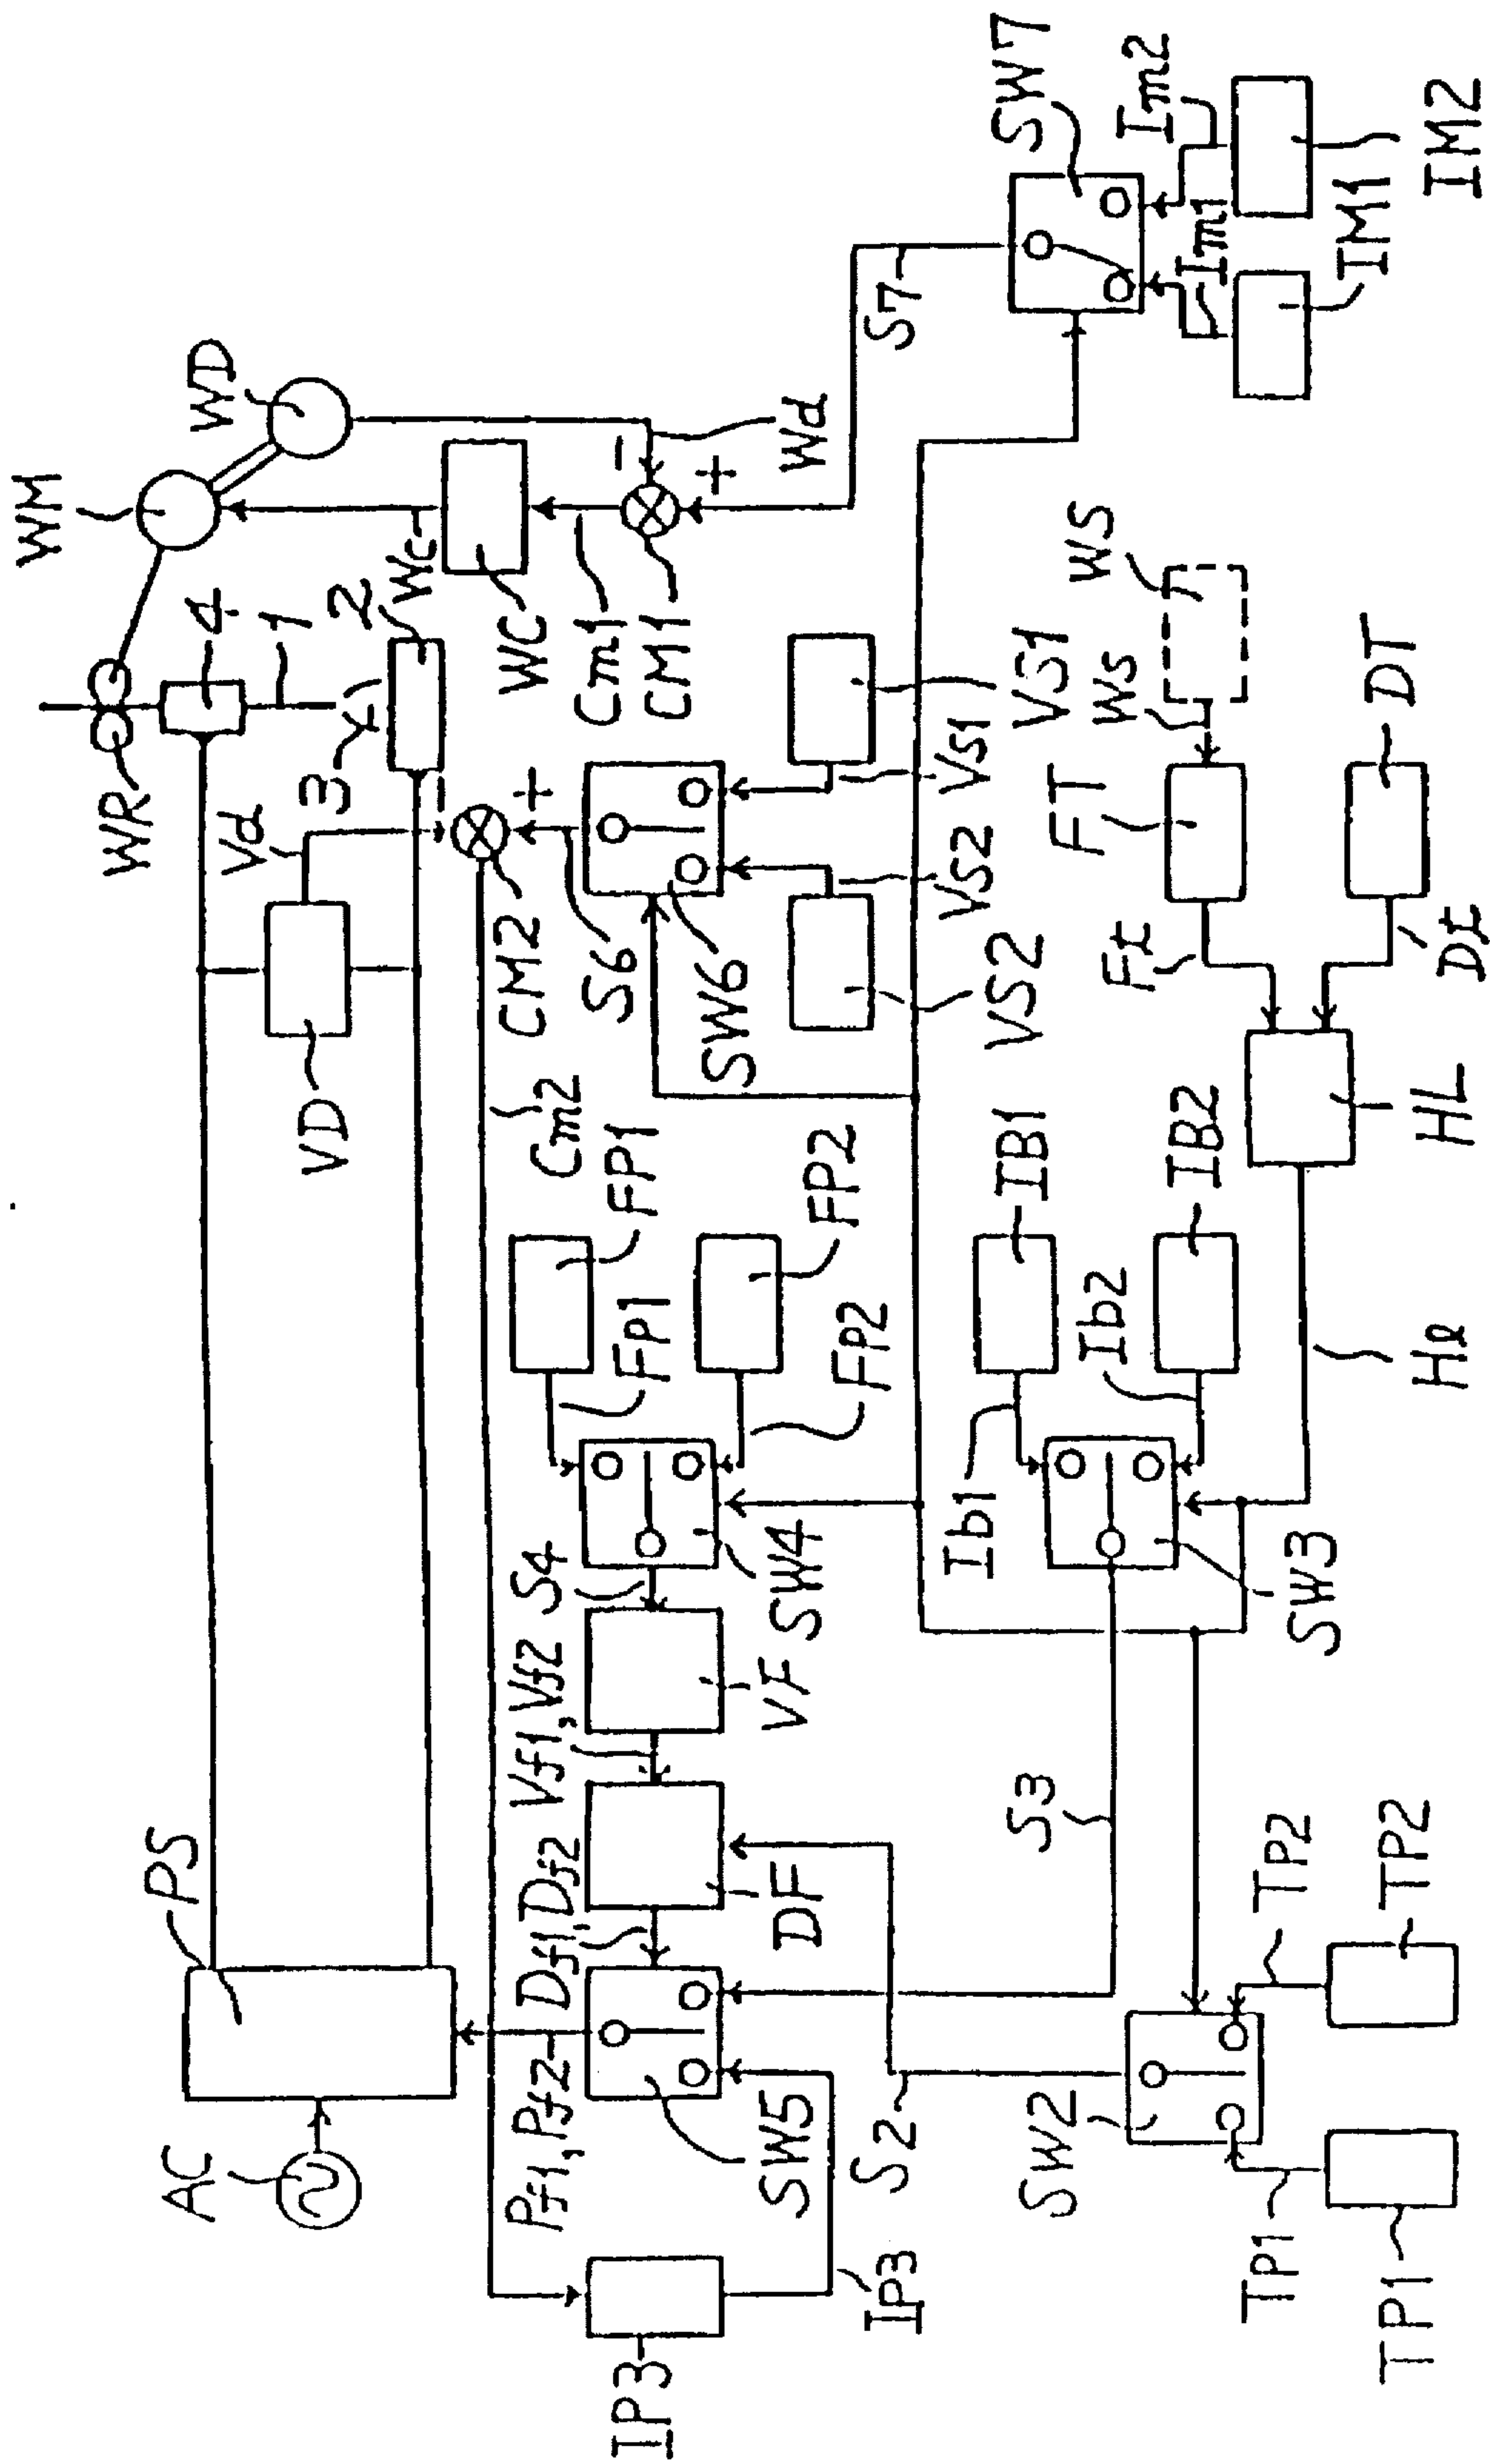 AC
PS
VD
Vd
WR
4
1
3
2
WM
WD
Wc
WC
Cm1
CM1
Wd
-
+
-
+
CM2
Cm2
S6
SW6
VS1
Vs1
VS2
VS2
S7
SW7
Im1
Im2
IM1
IM2
IP3
IP3
Pf1,Pf2
SW5
Df1,Df2
DF
Vf1,Vf2
VF
S4
SW4
FP1
FP1
FP2
FP2
S2
SW2
TP1
TP1
TP2
TP2
S3
SW3
Ib1
IB1
Ib2
IB2
Hl
HL
Ft
FT
Ws
WS
Dt
DT